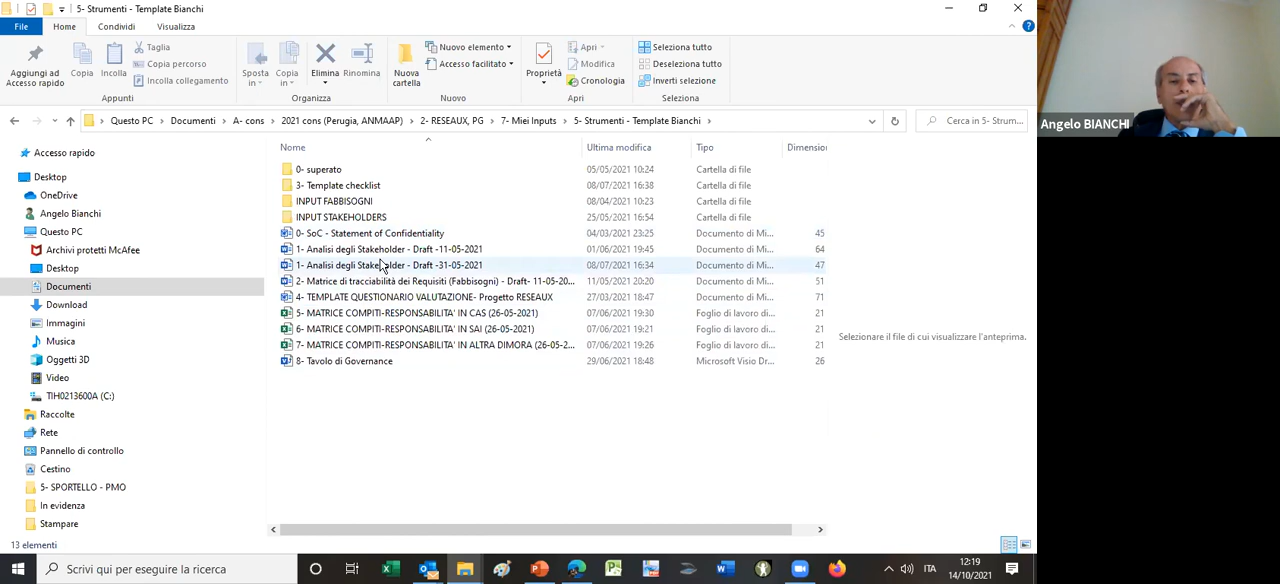 5- Strumenti - Template Bianchi
File Home Condividi Visualizza
Aggiungi ad Accesso rapido
Copia
Incolla
Taglia
Copia percorso
Incolla collegamento
Appunti
Sposta in
Copia in
Elimina
Rinomina
Organizza
Nuova cartella
Nuovo elemento
Accesso facilitato
Nuovo
Proprietà
Apri
Modifica
Cronologia
Apri
Seleziona tutto
Deseleziona tutto
Inverti selezione
Selezione
Questo PC > Documenti > A- cons > 2021 cons (Perugia, ANMAAP) > 2- RESEAUX, PG > 7- Miei Inputs > 5- Strumenti - Template Bianchi >
Cerca in 5- Strum...
Accesso rapido
Desktop
OneDrive
Angelo Bianchi
Questo PC
Archivi protetti McAfee
Desktop
Documenti
Download
Immagini
Musica
Oggetti 3D
Video
TIH0213600A (C:)
Raccolte
Rete
Pannello di controllo
Cestino
5- SPORTELLO - PMO
In evidenza
Stampare
Nome Ultima modifica Tipo Dimensio
0- superato 05/05/2021 10:24 Cartella di file
3- Template checklist 08/07/2021 16:38 Cartella di file
INPUT FABBISOGNI 08/04/2021 10:23 Cartella di file
INPUT STAKEHOLDERS 25/05/2021 16:54 Cartella di file
0- SoC - Statement of Confidentiality 04/03/2021 23:25 Documento di Mi... 45
1- Analisi degli Stakeholder - Draft -11-05-2021 01/06/2021 19:45 Documento di Mi... 64
1- Analisi degli Stakeholder - Draft -31-05-2021 08/07/2021 16:34 Documento di Mi... 47
2- Matrice di tracciabilità dei Requisiti (Fabbisogni) - Draft- 11-05-20... 11/05/2021 20:20 Documento di Mi... 51
4- TEMPLATE QUESTIONARIO VALUTAZIONE- Progetto RESEAUX 27/03/2021 18:47 Documento di Mi... 71
5- MATRICE COMPITI-RESPONSABILITA' IN CAS (26-05-2021) 07/06/2021 19:30 Foglio di lavoro di... 21
6- MATRICE COMPITI-RESPONSABILITA' IN SAI (26-05-2021) 07/06/2021 19:21 Foglio di lavoro di... 21
7- MATRICE COMPITI-RESPONSABILITA' IN ALTRA DIMORA (26-05-2... 07/06/2021 19:26 Foglio di lavoro di... 21
8- Tavolo di Governance 29/06/2021 18:48 Microsoft Visio Dr... 26
Selezionare il file di cui visualizzare l'anteprima.
13 elementi
Angelo BIANCHI
Scrivi qui per eseguire la ricerca
ITA
12:19
14/10/2021